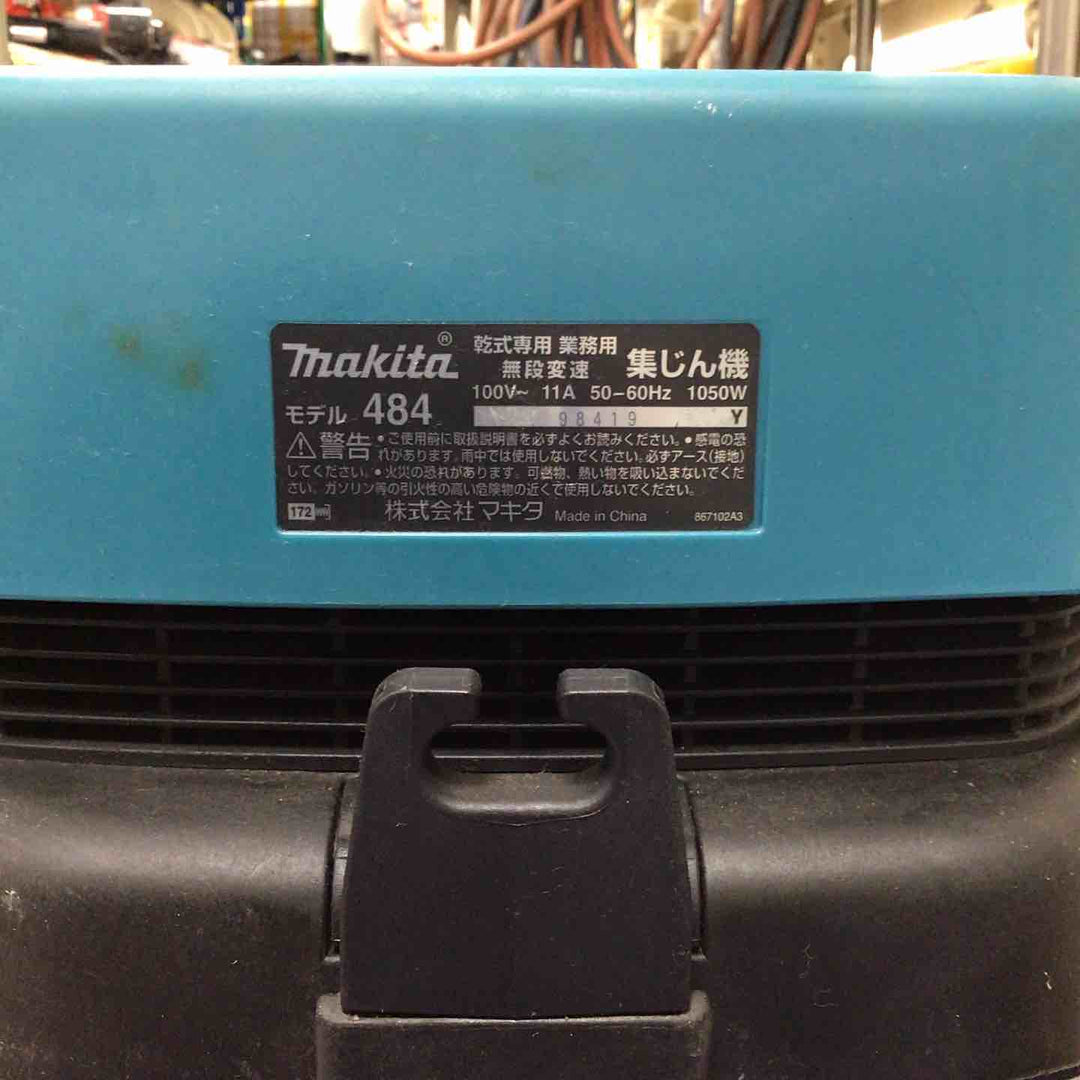 makita®
乾式専用 業務用
無段変速
集じん機
100V~ 11A 50-60Hz 1050W
モデル 484
98419 Y
警告 •ご使用前に取扱説明書を必ずよくお読みください。•感電の恐
れがあります。雨中では使用しないでください。必ずアース(接地)
してください。•火災の恐れがあります。可燃物、熱い物を吸い込まないでくだ
さい。ガソリン等の引火性の高い危険物の近くで使用しないでください。
172
株式会社 マキタ Made in China 867102A3